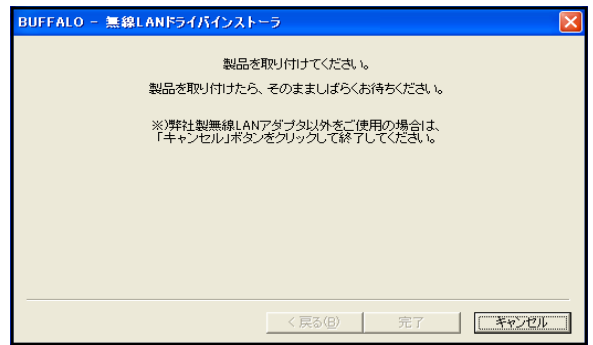 BUFFALO － 無線LANドライバインストーラ
製品を取り付けてください。
製品を取り付けたら、そのまましばらくお待ちください。
※)弊社製無線LANアダプタ以外をご使用の場合は、
「キャンセル」ボタンをクリックして終了してください。
< 戻る(B)
完了
キャンセル